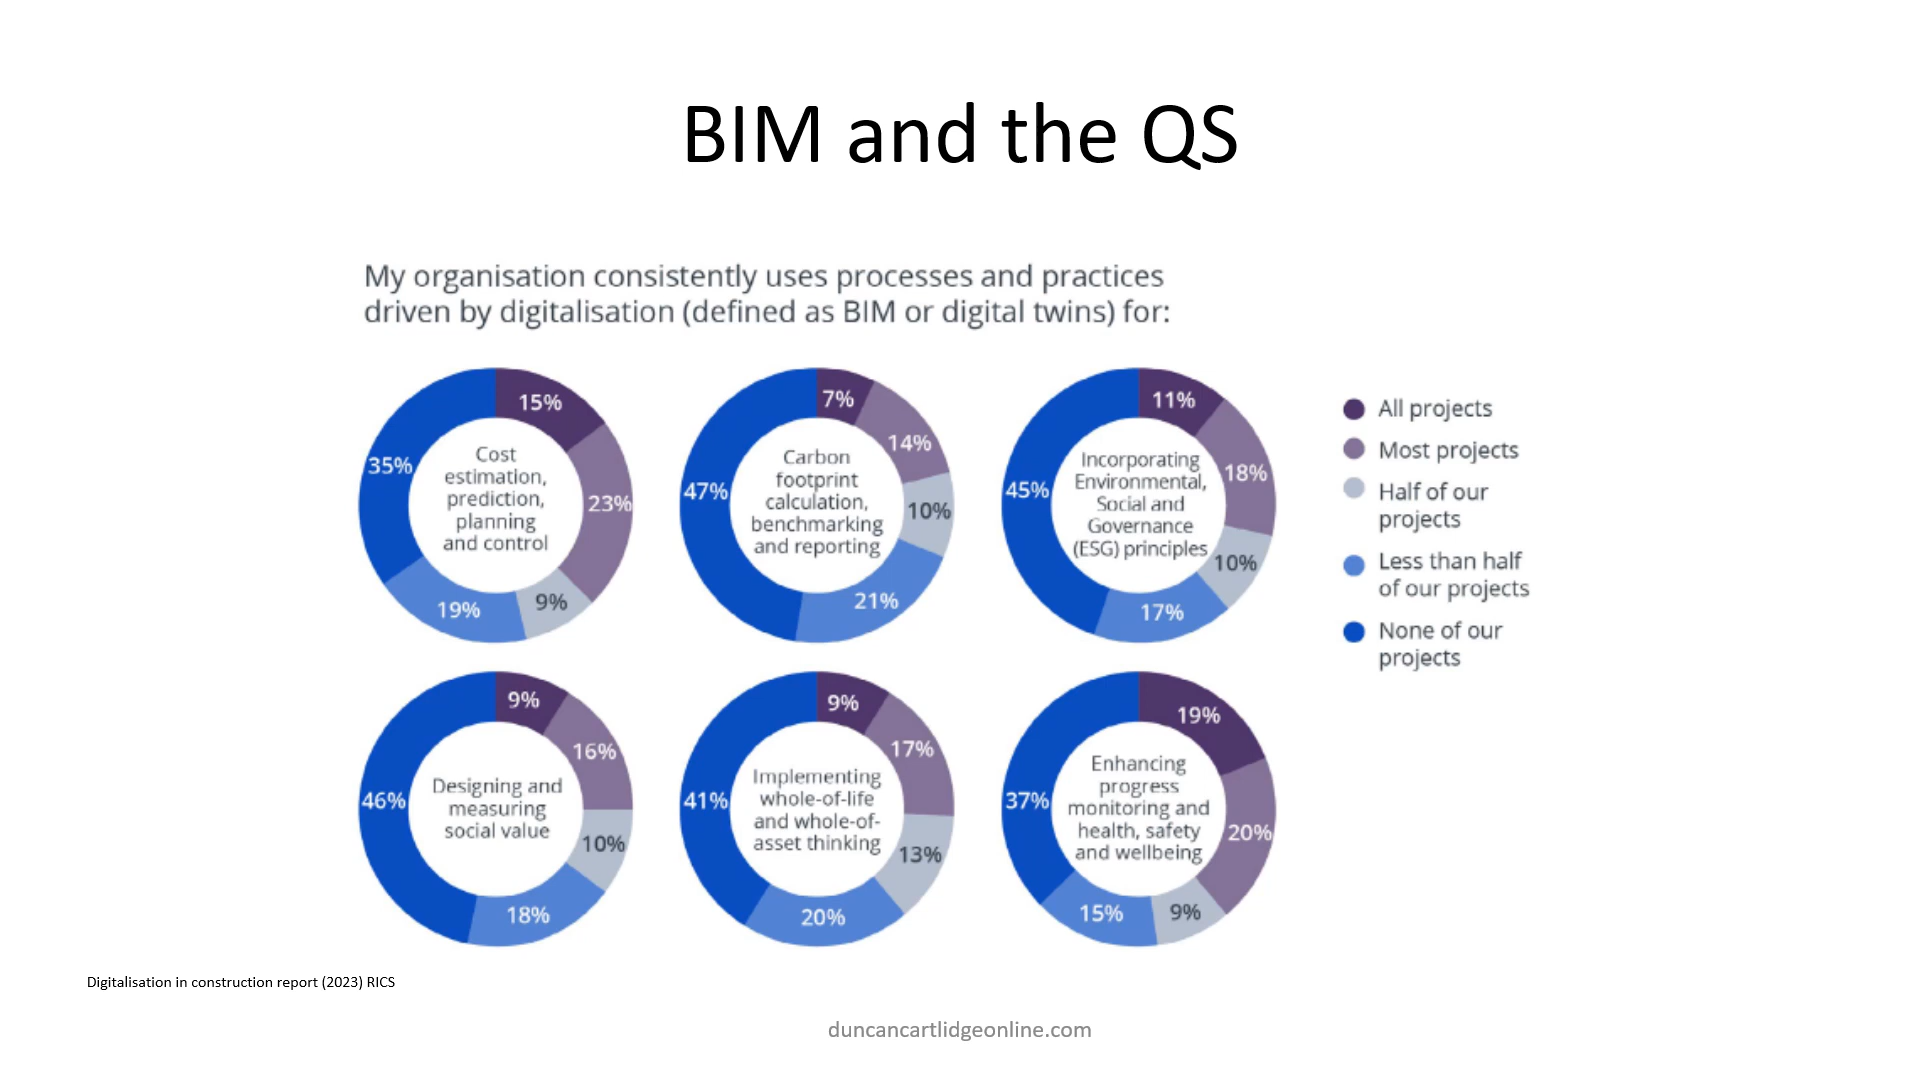 BIM and the QS
My organisation consistently uses processes and practices
driven by digitalisation (defined as BIM or digital twins) for:
15%
23%
9%
19%
35%
Cost
estimation,
prediction,
planning
and control
7%
14%
10%
21%
47%
Carbon
footprint
calculation,
benchmarking
and reporting
11%
18%
10%
17%
45%
Incorporating
Environmental,
Social and
Governance
(ESG) principles
All projects
Most projects
Half of our
projects
Less than half
of our projects
None of our
projects
9%
16%
10%
18%
46%
Designing and
measuring
social value
9%
17%
13%
20%
41%
Implementing
whole-of-life
and whole-of-
asset thinking
19%
20%
9%
15%
37%
Enhancing
progress
monitoring and
health, safety
and wellbeing
Digitalisation in construction report (2023) RICS
duncancartlidgeonline.com